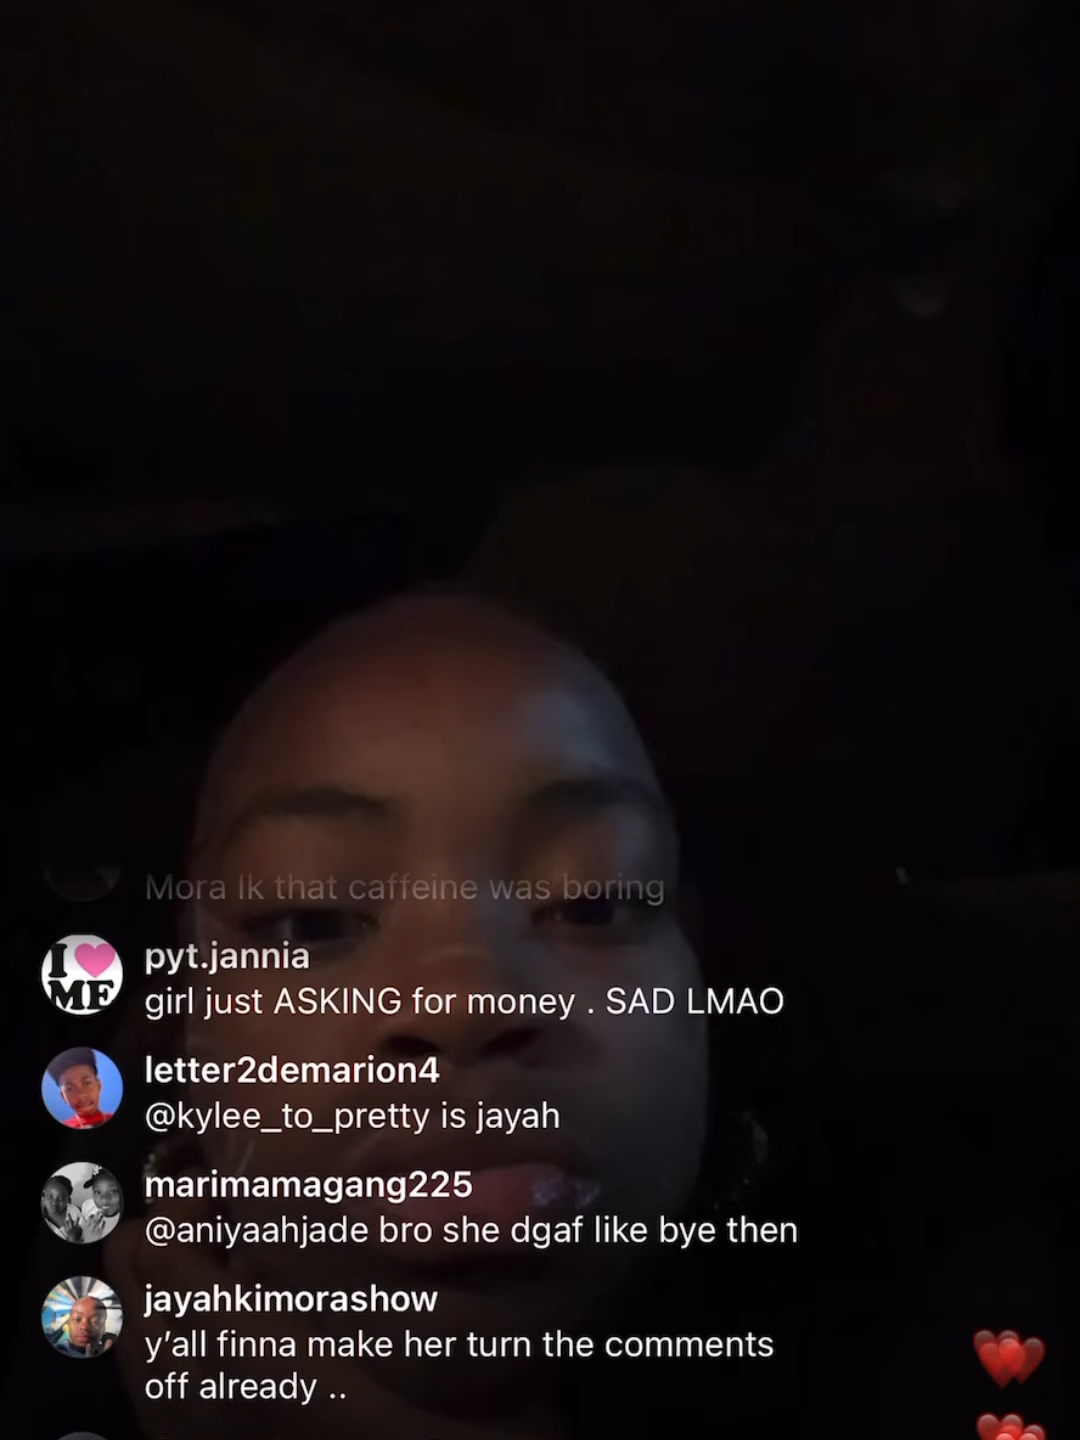 Mora Ik that caffeine was boring
I ME
pyt.jannia
girl just ASKING for money . SAD LMAO
letter2demarion4
@kylee_to_pretty is jayah
marimamagang225
@aniyaahjade bro she dgaf like bye then
jayahkimorashow
y’all finna make her turn the comments
off already ..